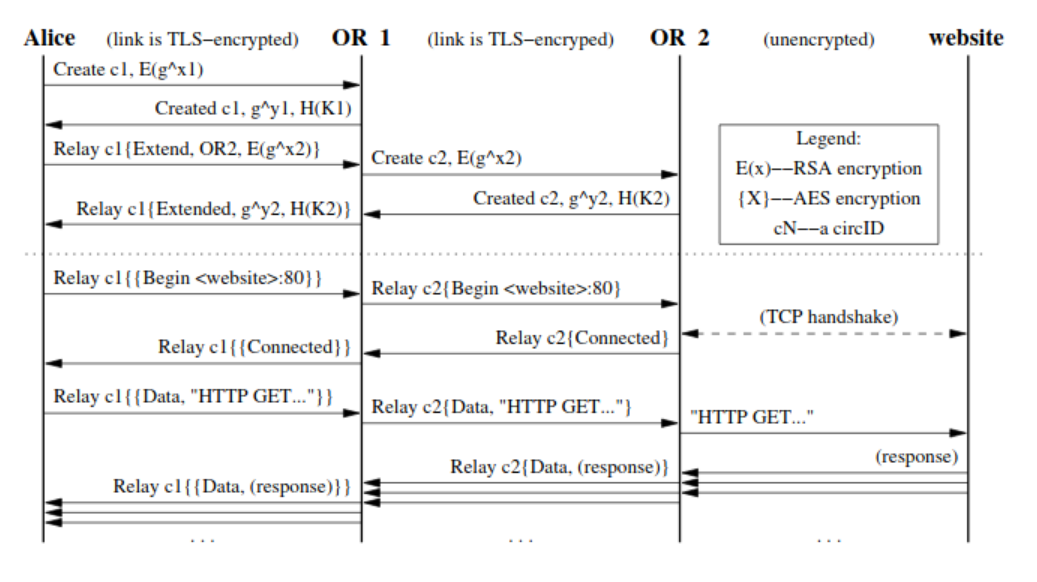 Alice (link is TLS−encrypted) OR 1 (link is TLS−encryped) OR 2 (unencrypted) website
Create c1, E(g^x1)
Created c1, g^y1, H(K1)
Relay c1{Extend, OR2, E(g^x2)}
Create c2, E(g^x2)
Created c2, g^y2, H(K2)
Relay c1{Extended, g^y2, H(K2)}
Legend:
E(x)−−RSA encryption
{X}−−AES encryption
cN−−a circID
Relay c1{{Begin <website>:80}}
Relay c2{Begin <website>:80}
(TCP handshake)
Relay c2{Connected}
Relay c1{{Connected}}
Relay c1{{Data, "HTTP GET..."}}
Relay c2{Data, "HTTP GET..."}
"HTTP GET..."
(response)
Relay c2{Data, (response)}
Relay c1{{Data, (response)}}
. . . . . . . . .